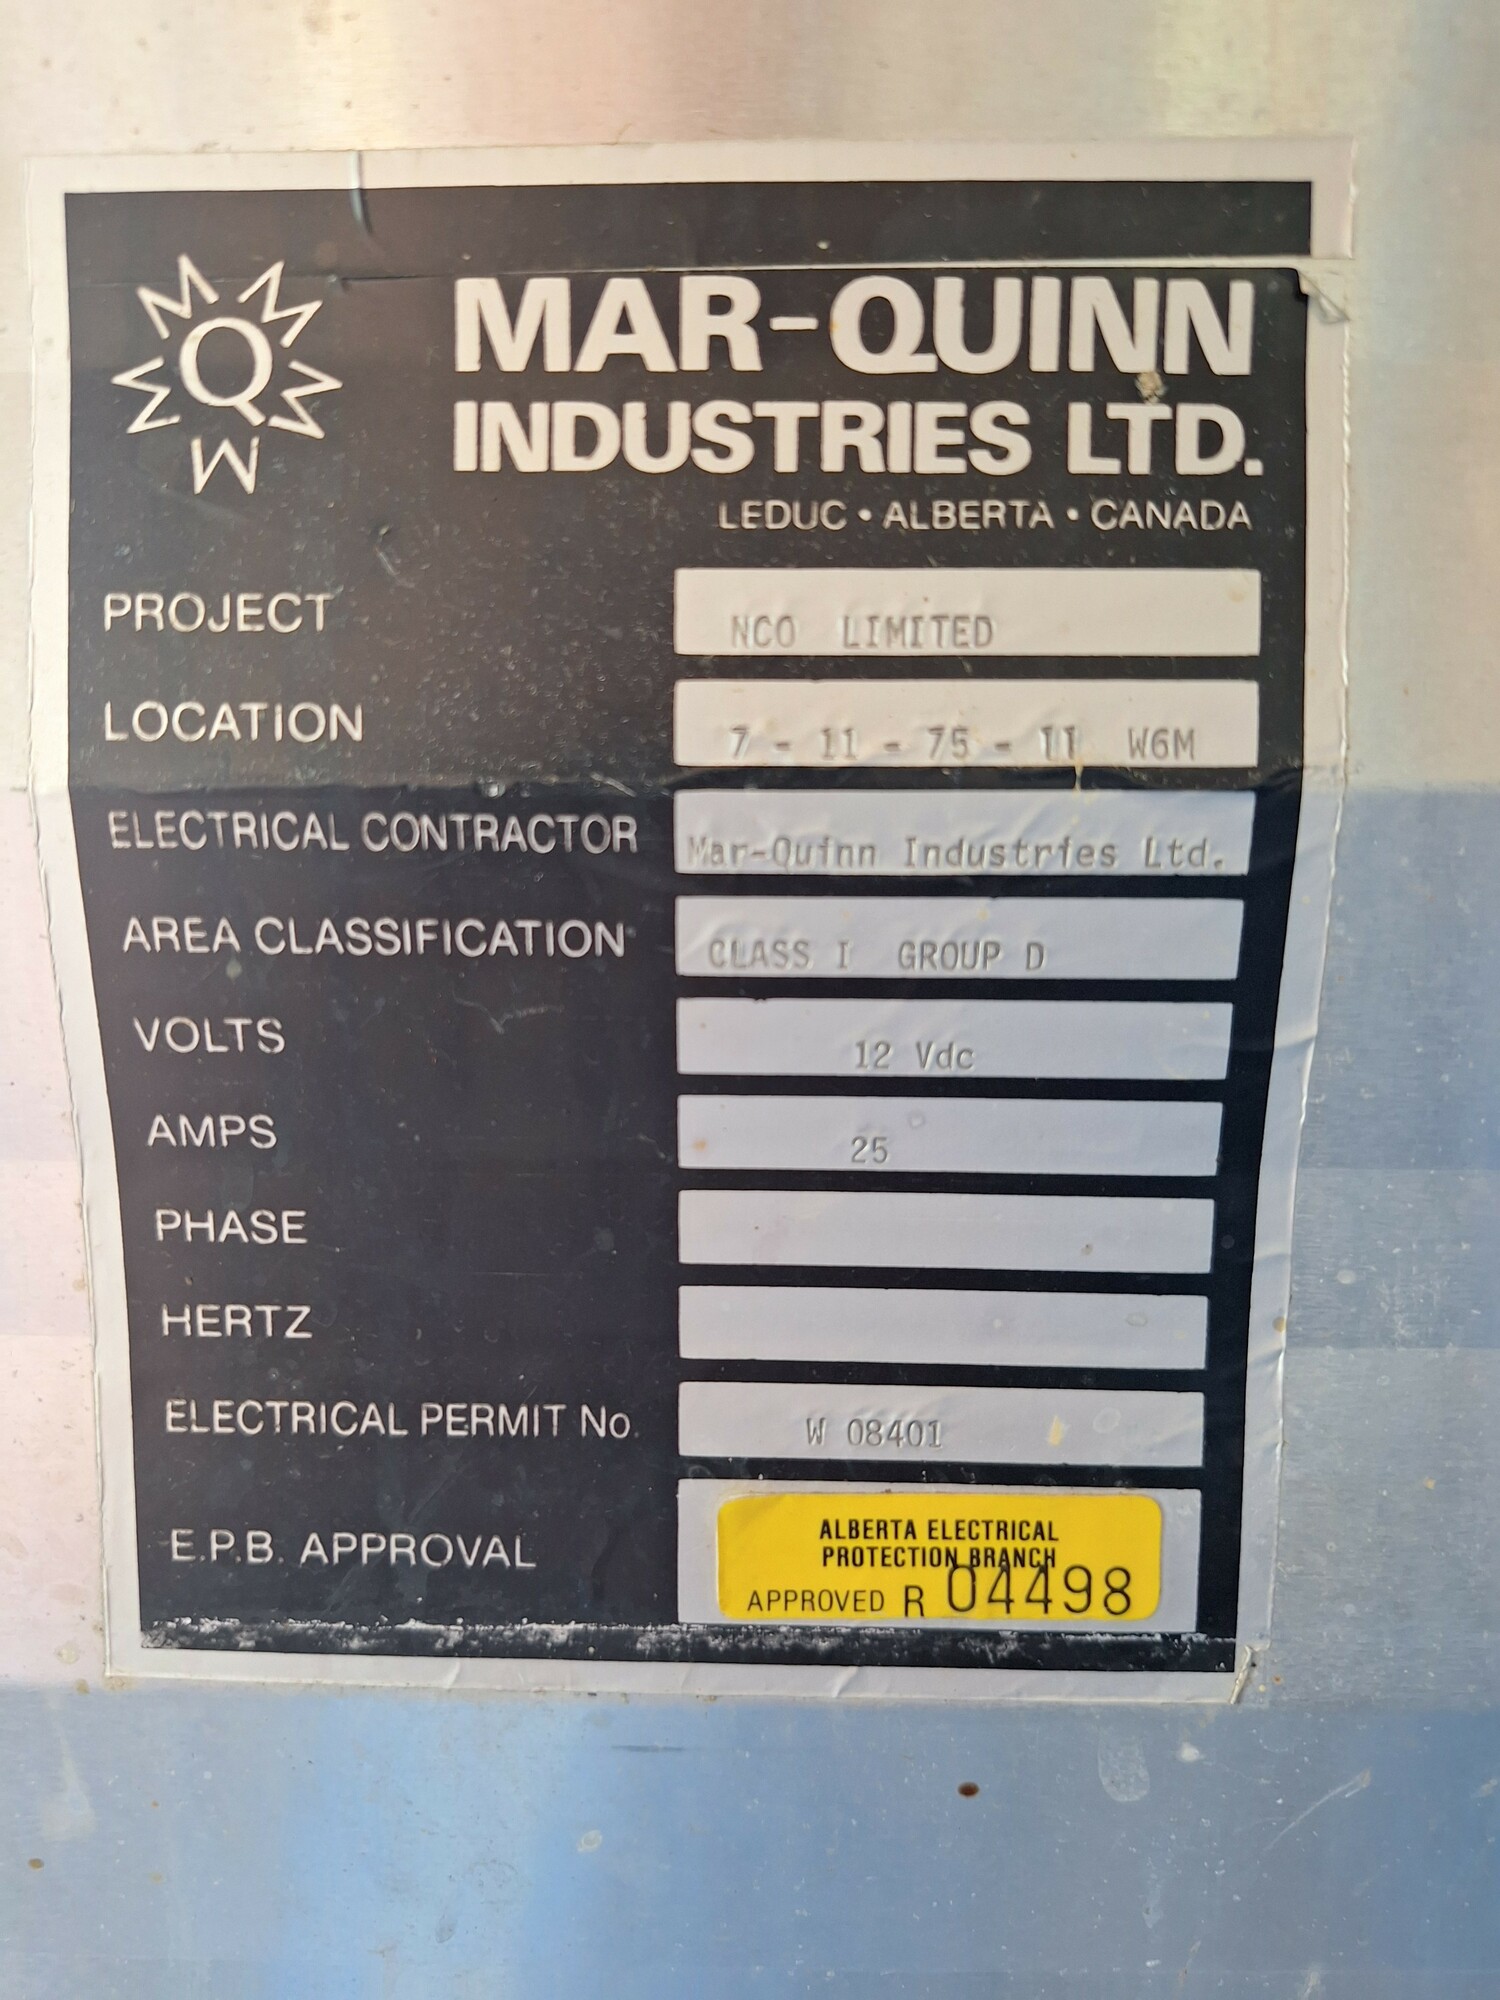 Q
MAR-QUINN
INDUSTRIES LTD.
LEDUC • ALBERTA • CANADA
PROJECT NCO LIMITED
LOCATION 7 - 11 - 75 - 11 W6M
ELECTRICAL CONTRACTOR Mar-Quinn Industries Ltd.
AREA CLASSIFICATION CLASS I GROUP D
VOLTS 12 Vdc
AMPS 25
PHASE
HERTZ
ELECTRICAL PERMIT No. W 08401
E.P.B. APPROVAL
ALBERTA ELECTRICAL
PROTECTION BRANCH
APPROVED R 04498